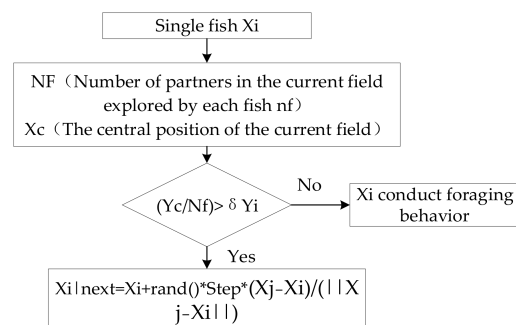 Single fish Xi
NF（Number of partners in the current field
explored by each fish nf）
Xc（The central position of the current field）
(Yc/Nf)> δ Yi
No
Xi conduct foraging
behavior
Yes
Xi|next=Xi+rand()*Step*(Xj-Xi)/(||X
j-Xi||)